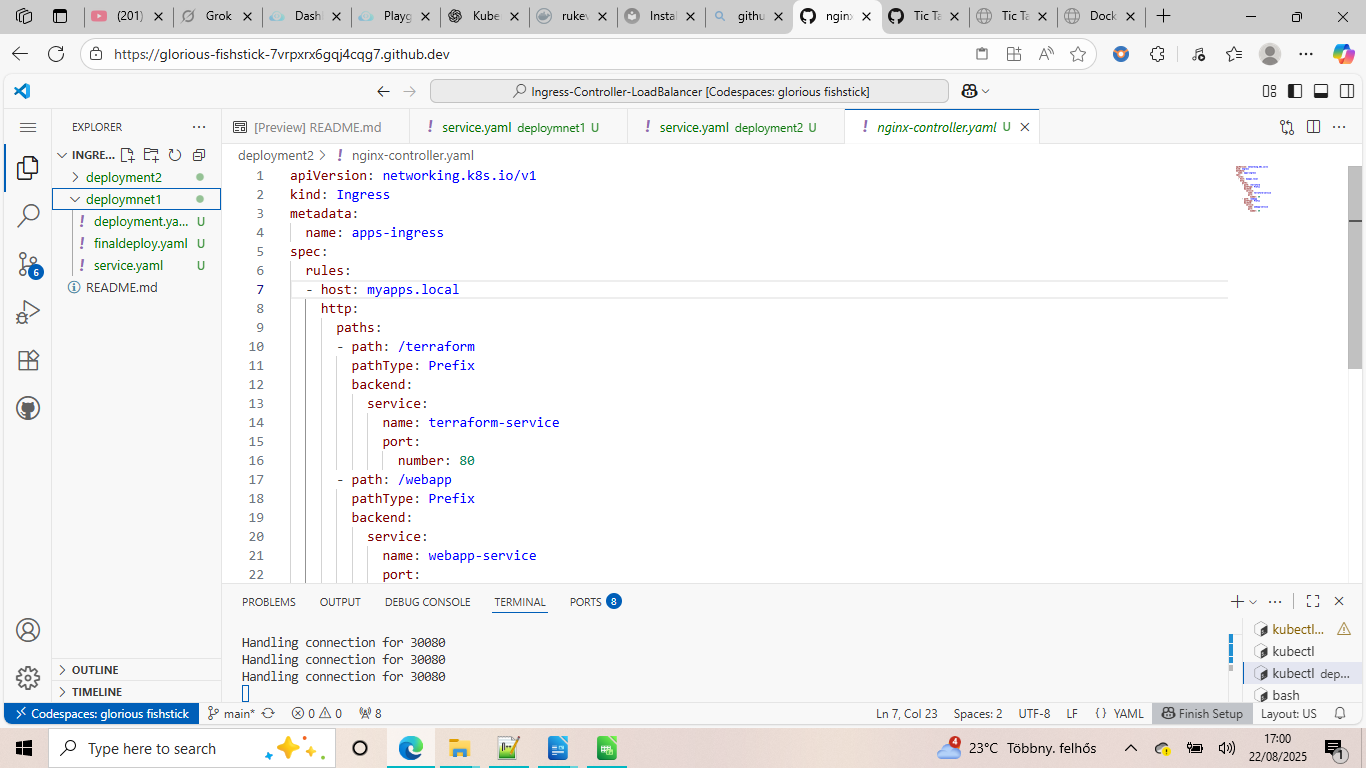 (201)
Grok
Dashl
Playg
Kube
rukev
Instal
githu
nginx
Tic Ta
Tic Ta
Dock
https://glorious-fishstick-7vrpxrx6gqj4cqg7.github.dev
Ingress-Controller-LoadBalancer [Codespaces: glorious fishstick]
EXPLORER
[Preview] README.md
service.yaml deploymnet1 U
service.yaml deployment2 U
nginx-controller.yaml U
INGRE...
deployment2 > nginx-controller.yaml
deployment2
deploymnet1
deployment.ya... U
finaldeploy.yaml U
service.yaml U
README.md
6
1 apiVersion: networking.k8s.io/v1
2 kind: Ingress
3 metadata:
4 name: apps-ingress
5 spec:
6 rules:
7 - host: myapps.local
8 http:
9 paths:
10 - path: /terraform
11 pathType: Prefix
12 backend:
13 service:
14 name: terraform-service
15 port:
16 number: 80
17 - path: /webapp
18 pathType: Prefix
19 backend:
20 service:
21 name: webapp-service
22 port:
PROBLEMS OUTPUT DEBUG CONSOLE TERMINAL PORTS 8
Handling connection for 30080
Handling connection for 30080
Handling connection for 30080
kubectl...
kubectl
kubectl dep...
bash
OUTLINE
TIMELINE
Codespaces: glorious fishstick main* 0 0 8 Ln 7, Col 23 Spaces: 2 UTF-8 LF {} YAML Finish Setup Layout: US
Type here to search
4 23°C Többny. felhős
17:00
22/08/2025
1